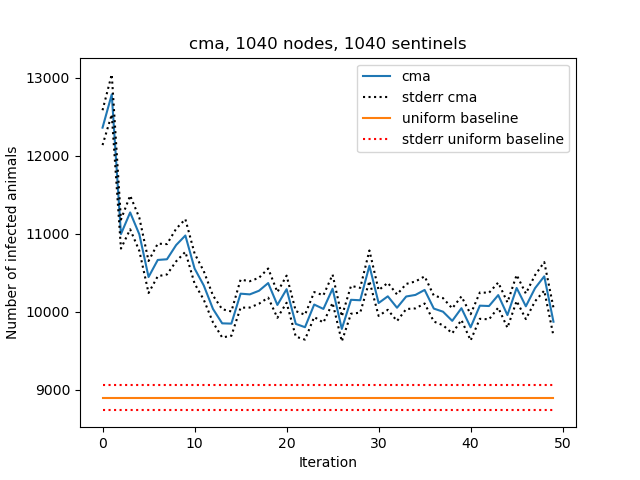 cma, 1040 nodes, 1040 sentinels
cma
stderr cma
uniform baseline
stderr uniform baseline
Number of infected animals
13000
12000
11000
10000
9000
0 10 20 30 40 50
Iteration